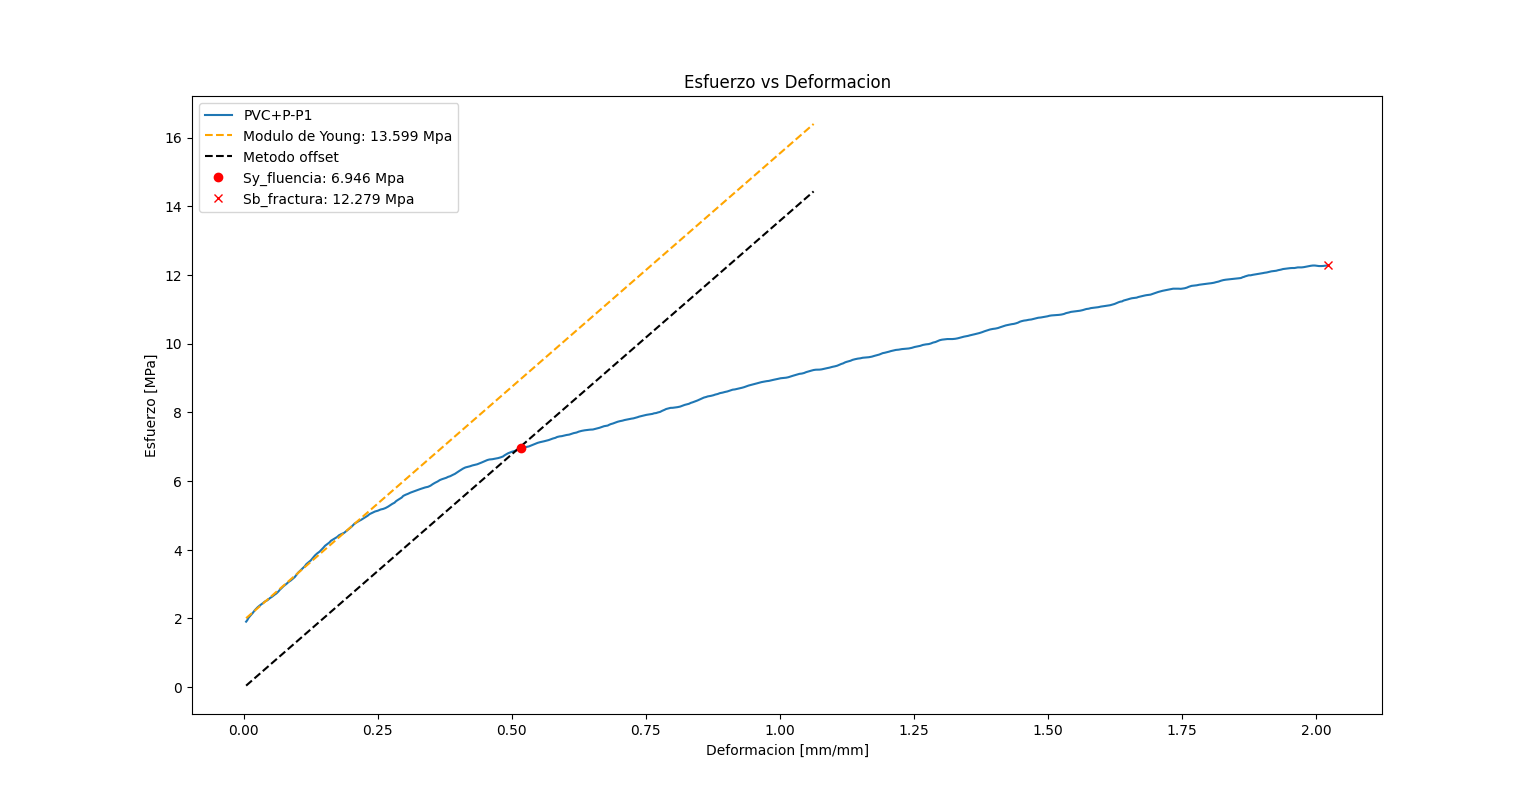 Esfuerzo vs Deformacion
PVC+P-P1
Modulo de Young: 13.599 Mpa
Metodo offset
Sy_fluencia: 6.946 Mpa
Sb_fractura: 12.279 Mpa
16
14
12
10
8
6
4
2
0
Esfuerzo [MPa]
0.00 0.25 0.50 0.75 1.00 1.25 1.50 1.75 2.00
Deformacion [mm/mm]